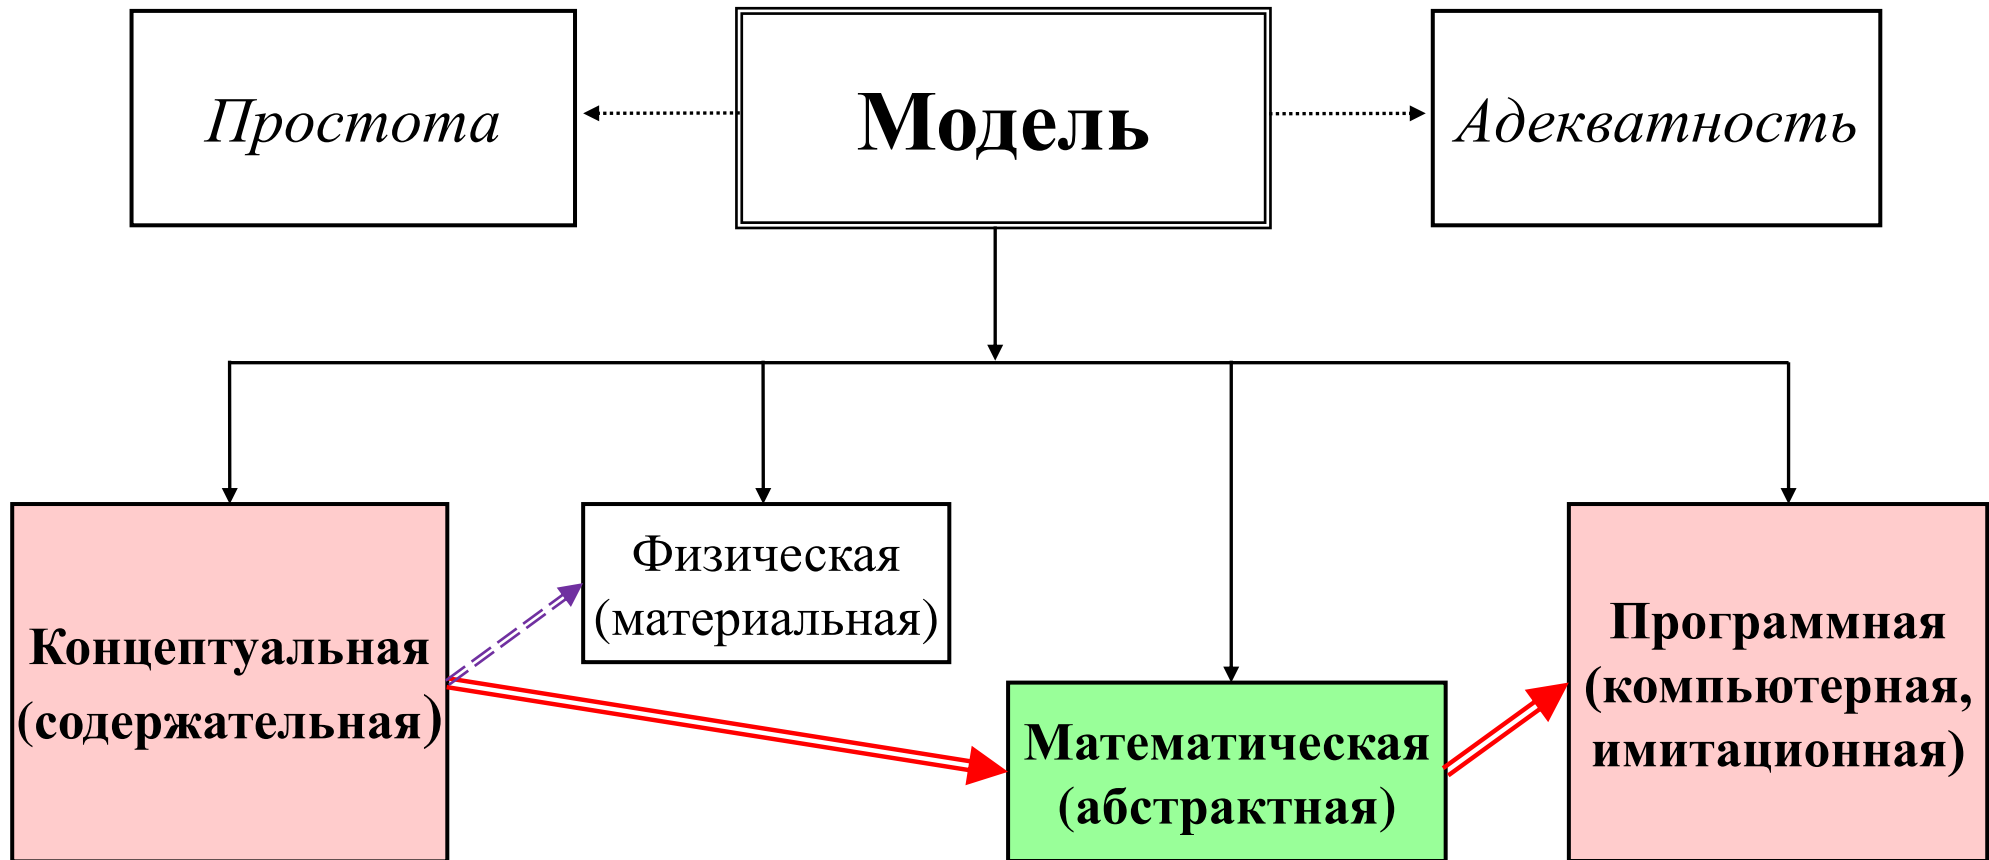 Простота
Модель
Адекватность
Концептуальная
(содержательная)
Физическая
(материальная)
Математическая
(абстрактная)
Программная
(компьютерная,
имитационная)